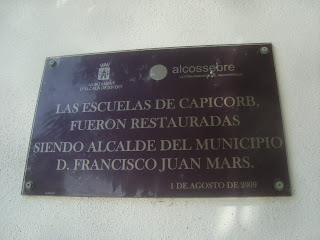 alcossebre
LAS ESCUELAS DE CAPICORB,
FUERON RESTAURADAS
SIENDO ALCALDE DEL MUNICIPIO
D. FRANCISCO JUAN MARS.
1 DE AGOSTO DE 2009